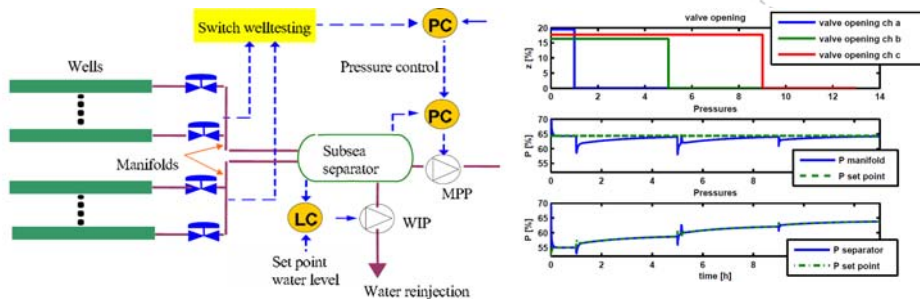 Switch welltesting
PC
Wells
Pressure control
PC
Manifolds
Subsea
separator
MPP
LC
WIP
Set point
water level
Water reinjection
valve opening
20
15
10
5
0
z [%]
valve opening ch a
valve opening ch b
valve opening ch c
0 2 4 6 8 10 12 14
Pressures
65
60
55
P [%]
P manifold
P set point
Pressures
65
60
55
P [%]
P separator
P set point
0 2 4 6 8
time [h]